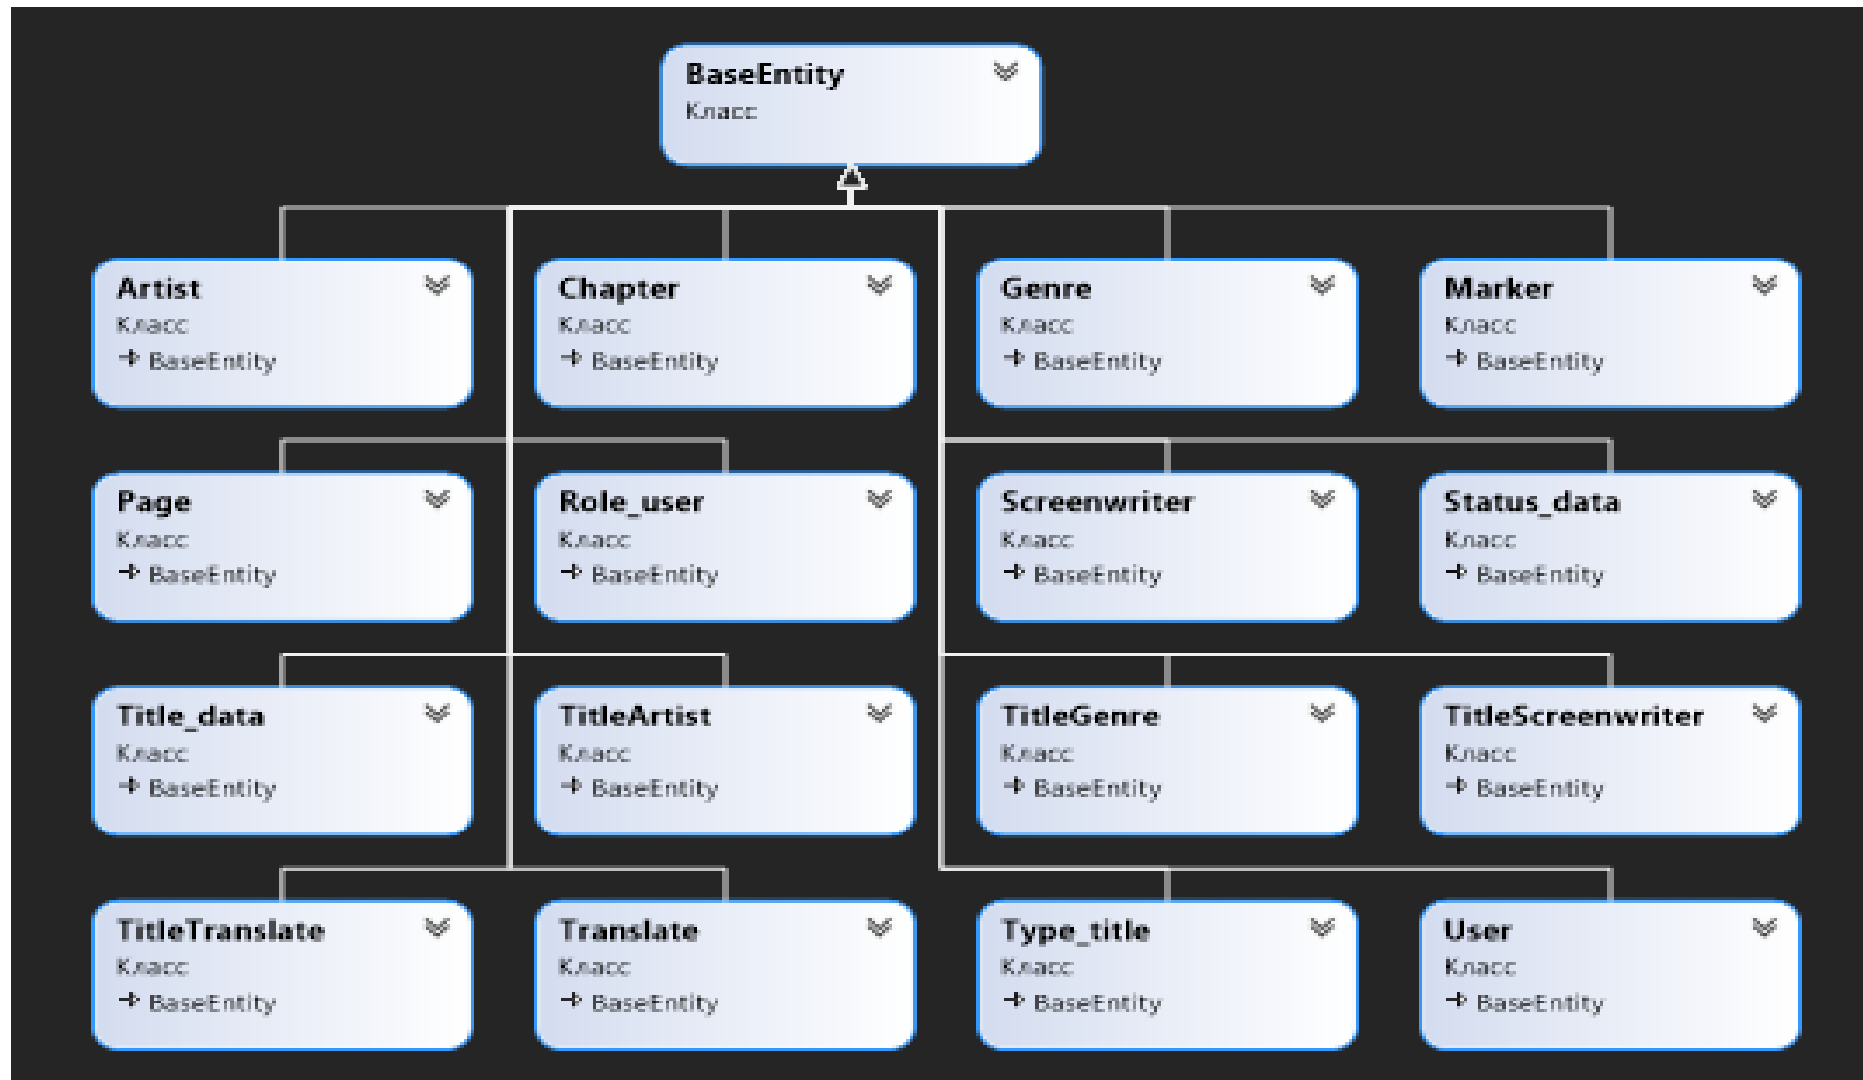 BaseEntity
Класс
Artist
Класс
BaseEntity
Chapter
Класс
BaseEntity
Genre
Класс
BaseEntity
Marker
Класс
BaseEntity
Page
Класс
BaseEntity
Role_user
Класс
BaseEntity
Screenwriter
Класс
BaseEntity
Status_data
Класс
BaseEntity
Title_data
Класс
BaseEntity
TitleArtist
Класс
BaseEntity
TitleGenre
Класс
BaseEntity
TitleScreenwriter
Класс
BaseEntity
TitleTranslate
Класс
BaseEntity
Translate
Класс
BaseEntity
Type_title
Класс
BaseEntity
User
Класс
BaseEntity